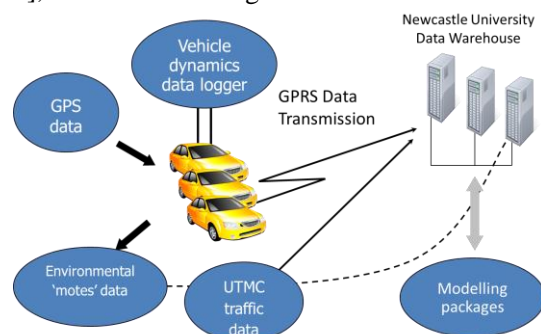 Newcastle University
Data Warehouse
Vehicle
dynamics
data logger
GPS
data
GPRS Data
Transmission
Environmental
‘motes’ data
UTMC
traffic
data
Modelling
packages